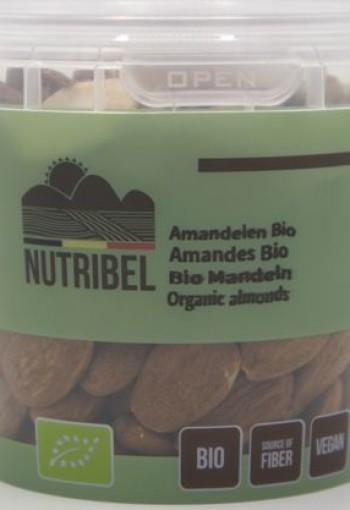 OPEN
Amandelen Bio
Amandes Bio
Bio Mandeln
Organic almonds
NUTRIBEL
BIO
SOURCE OF
FIBER
VEGAN